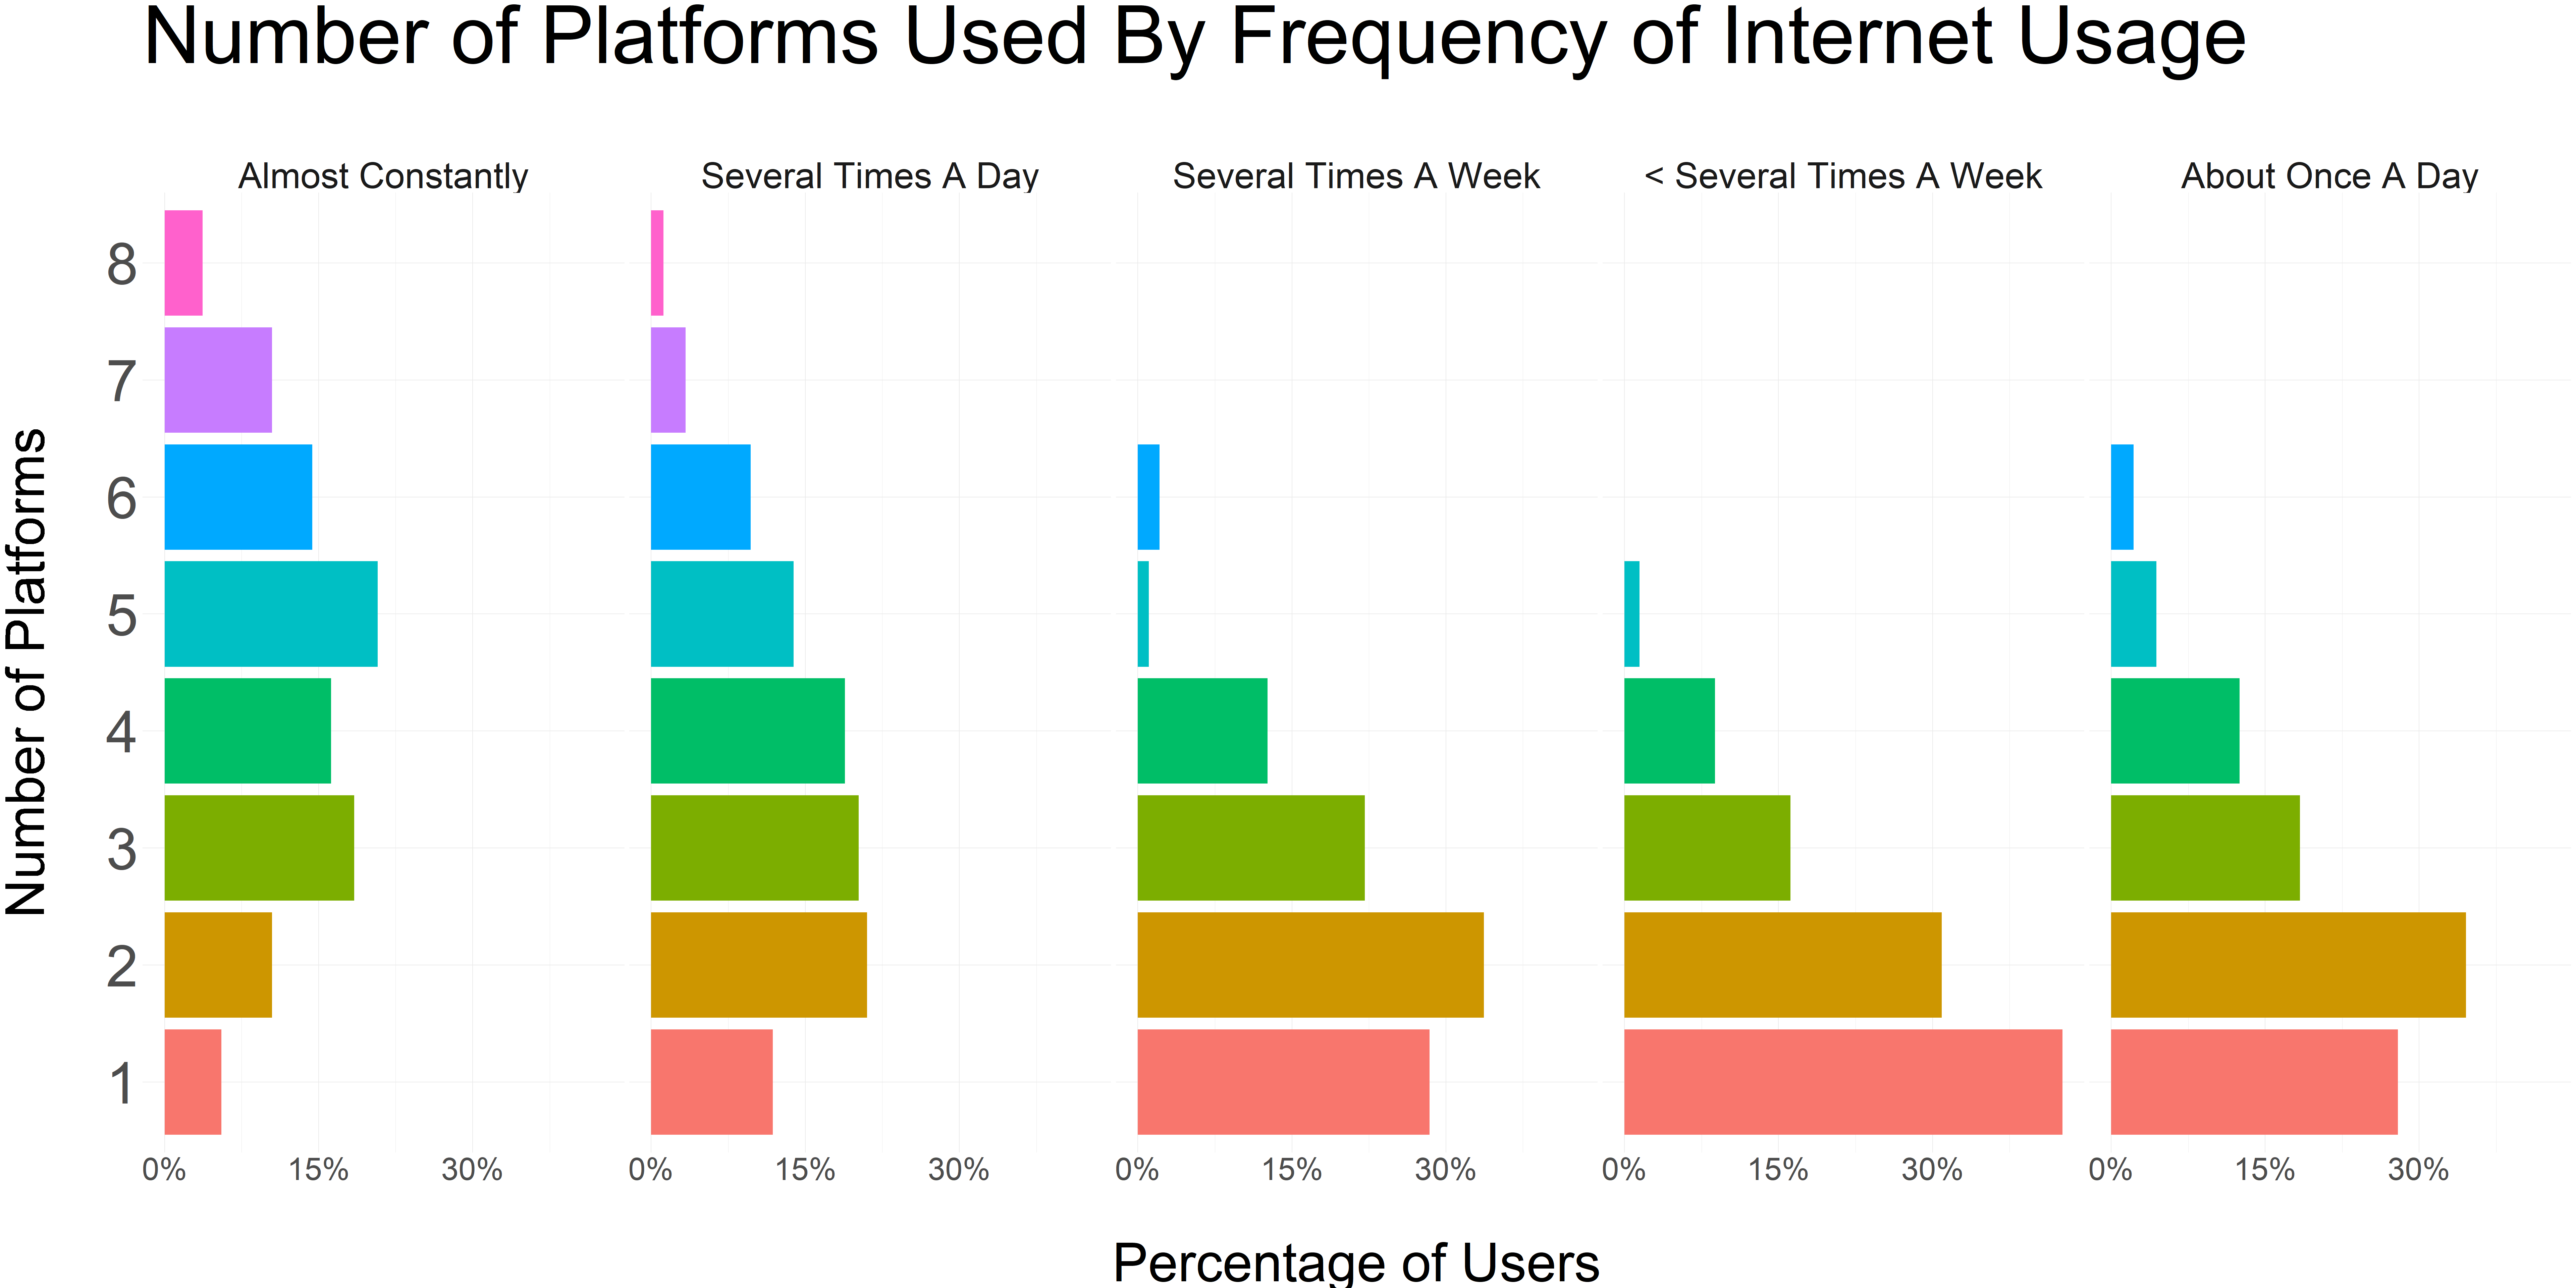 Number of Platforms Used By Frequency of Internet Usage
Almost Constantly
Several Times A Day
Several Times A Week
< Several Times A Week
About Once A Day
Number of Platforms
8
7
6
5
4
3
2
1
0% 15% 30%
0% 15% 30%
0% 15% 30%
0% 15% 30%
0% 15% 30%
Percentage of Users